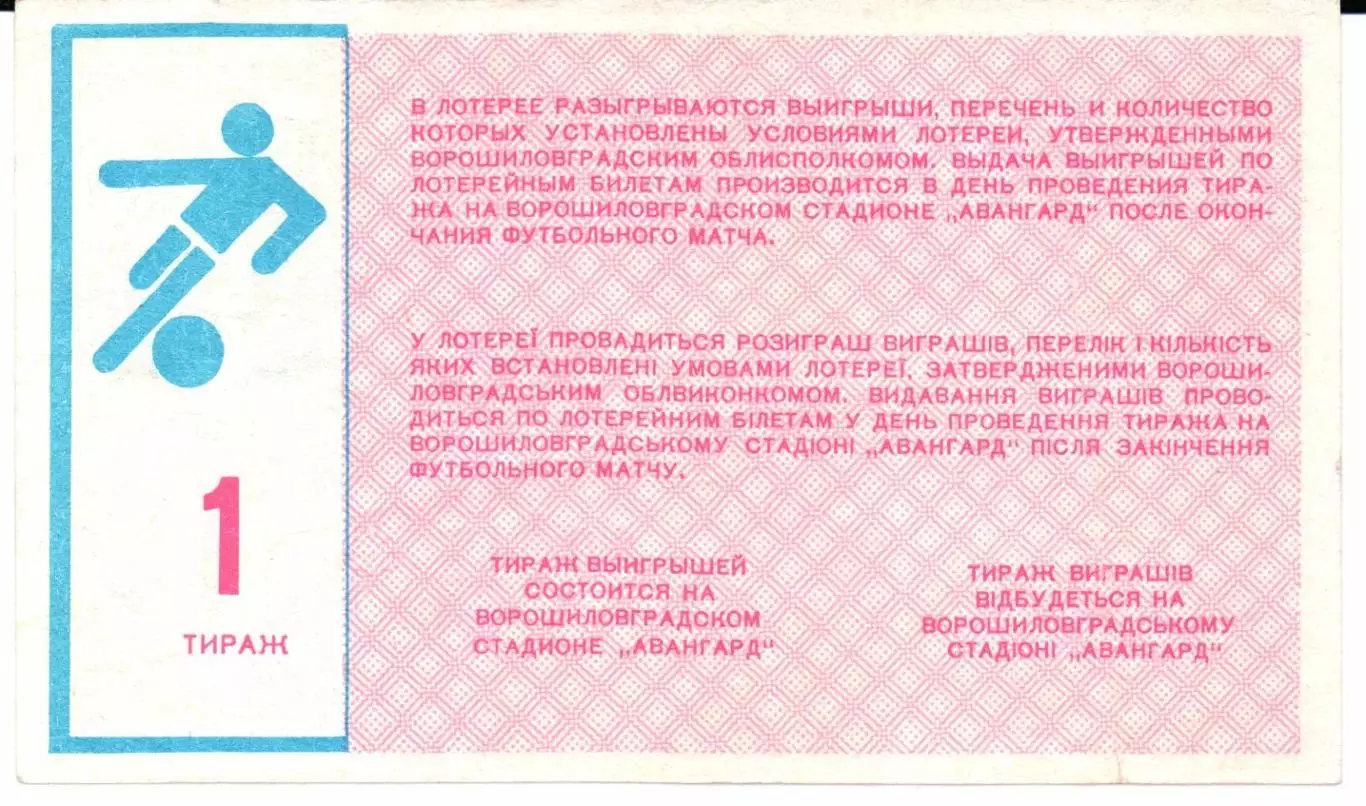 В ЛОТЕРЕЕ РАЗЫГРЫВАЮТСЯ ВЫИГРЫШИ, ПЕРЕЧЕНЬ И КОЛИЧЕСТВО
КОТОРЫХ УСТАНОВЛЕНЫ УСЛОВИЯМИ ЛОТЕРЕИ, УТВЕРЖДЕННЫМИ
ВОРОШИЛОВГРАДСКИМ ОБЛИСПОЛКОМОМ. ВЫДАЧА ВЫИГРЫШЕЙ ПО
ЛОТЕРЕЙНЫМ БИЛЕТАМ ПРОИЗВОДИТСЯ В ДЕНЬ ПРОВЕДЕНИЯ ТИРА-
ЖА НА ВОРОШИЛОВГРАДСКОМ СТАДИОНЕ „АВАНГАРД" ПОСЛЕ ОКОН-
ЧАНИЯ ФУТБОЛЬНОГО МАТЧА.
У ЛОТЕРЕЇ ПРОВАДИТЬСЯ РОЗИГРАШ ВИГРАШІВ, ПЕРЕЛІК І КІЛЬКІСТЬ
ЯКИХ ВСТАНОВЛЕНІ УМОВАМИ ЛОТЕРЕЇ, ЗАТВЕРДЖЕНИМИ ВОРОШИ-
ЛОВГРАДСЬКИМ ОБЛВИКОНКОМОМ. ВИДАВАННЯ ВИГРАШІВ ПРОВО-
ДИТЬСЯ ПО ЛОТЕРЕЙНИМ БІЛЕТАМ У ДЕНЬ ПРОВЕДЕННЯ ТИРАЖА НА
ВОРОШИЛОВГРАДСЬКОМУ СТАДІОНІ „АВАНГАРД" ПІСЛЯ ЗАКІНЧЕННЯ
ФУТБОЛЬНОГО МАТЧУ.
1
ТИРАЖ
ТИРАЖ ВЫИГРЫШЕЙ
СОСТОИТСЯ НА
ВОРОШИЛОВГРАДСКОМ
СТАДИОНЕ „АВАНГАРД"
ТИРАЖ ВИГРАШІВ
ВІДБУДЕТЬСЯ НА
ВОРОШИЛОВГРАДСЬКОМУ
СТАДІОНІ „АВАНГАРД"